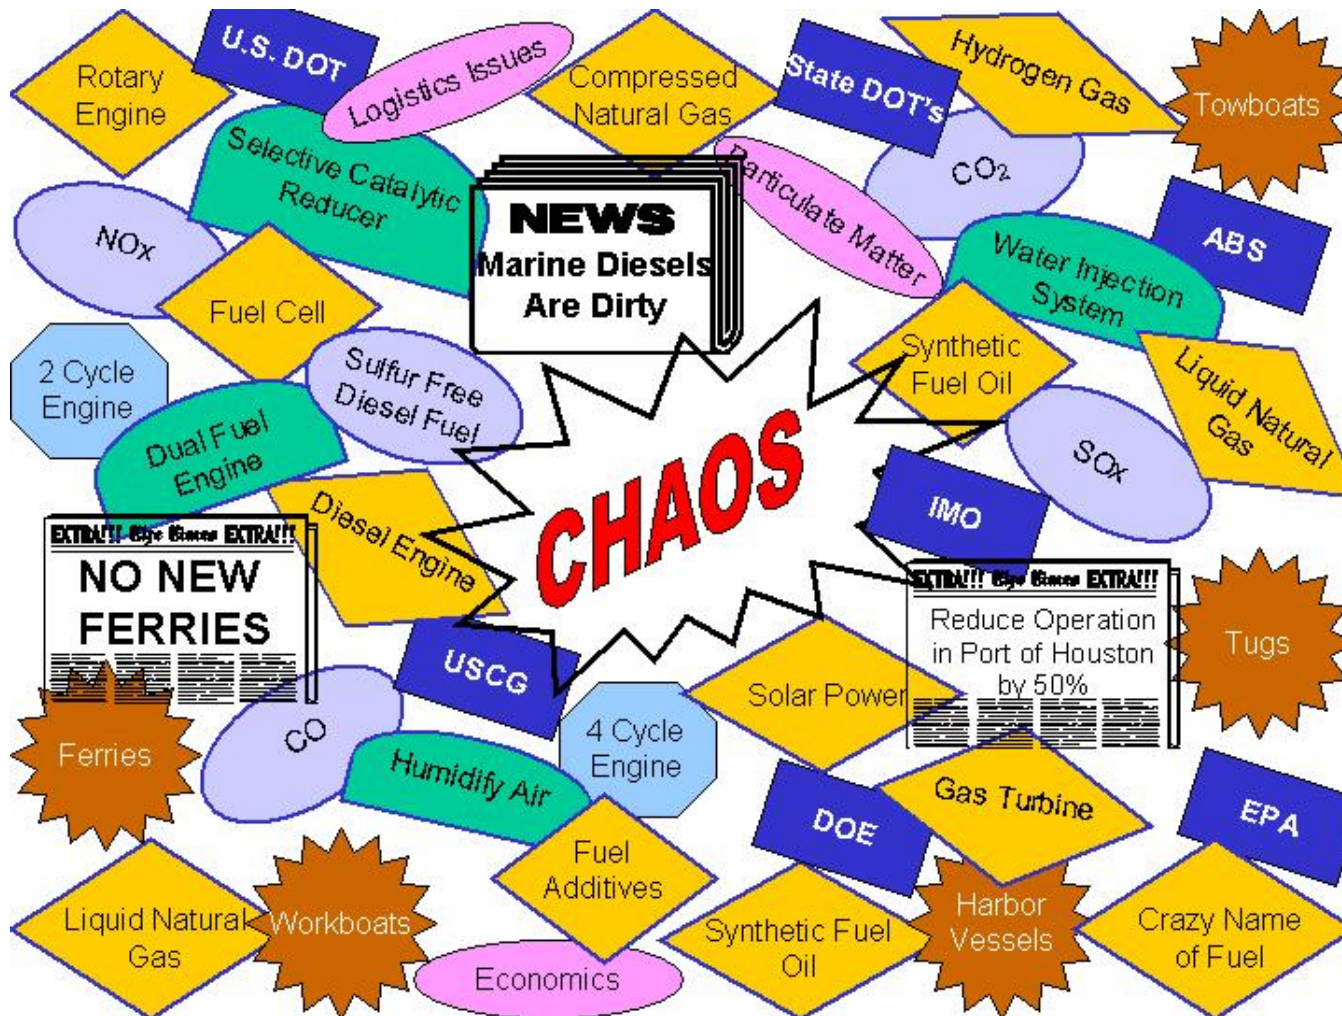 Rotary
Engine
U.S. DOT
Logistics Issues
Compressed
Natural Gas
State DOT's
Hydrogen Gas
Towboats
Selective Catalytic
Reducer
NOx
NEWS
Marine Diesels
Are Dirty
Particulate Matter
CO2
Water Injection
System
ABS
Fuel Cell
2 Cycle
Engine
Sulfur Free
Diesel Fuel
Synthetic
Fuel Oil
Liquid Natural
Gas
Dual Fuel
Engine
CHAOS
SOx
IMO
Diesel Engine
EXTRA!!! The Times EXTRA!!!
NO NEW
FERRIES
EXTRA!!! The Times EXTRA!!!
Reduce Operation
in Port of Houston
by 50%
Tugs
USCG
Solar Power
Ferries
CO
4 Cycle
Engine
Humidify Air
Gas Turbine
DOE
EPA
Fuel
Additives
Liquid Natural
Gas
Workboats
Synthetic Fuel
Oil
Harbor
Vessels
Crazy Name
of Fuel
Economics